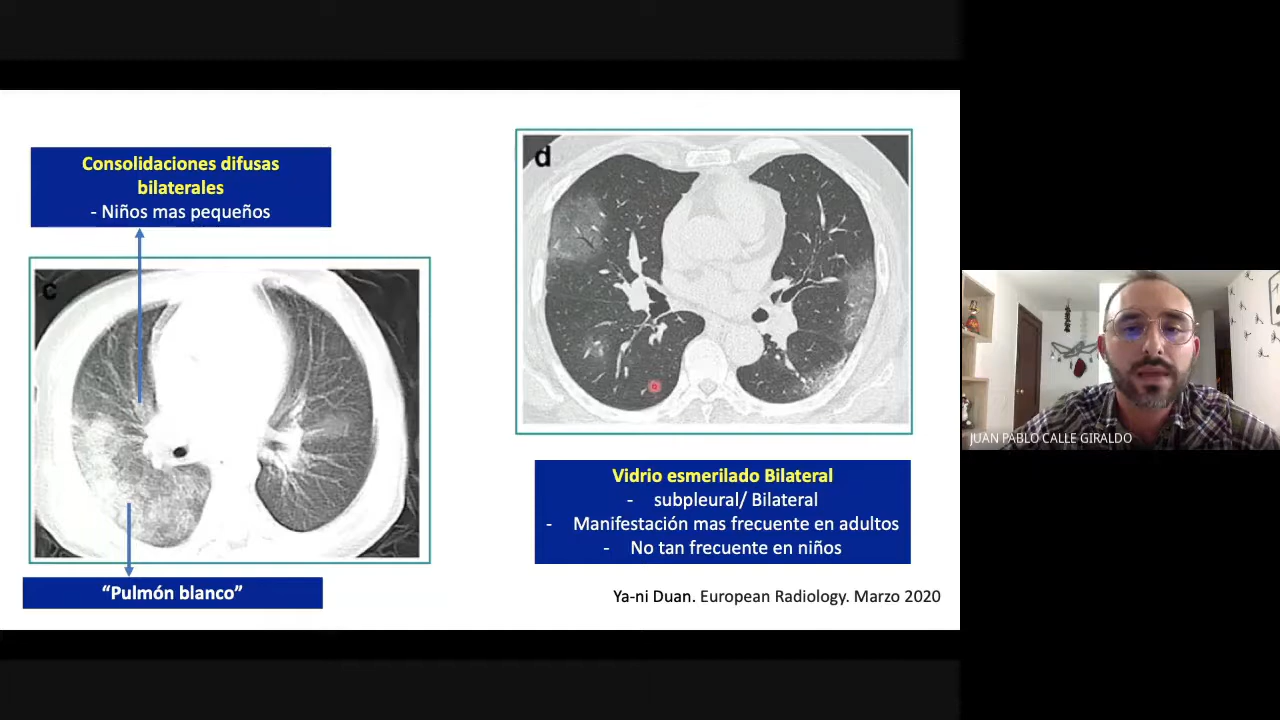 Consolidaciones difusas
bilaterales
- Niños mas pequeños
c
"Pulmón blanco"
d
Vidrio esmerilado Bilateral
- subpleural/ Bilateral
- Manifestación mas frecuente en adultos
- No tan frecuente en niños
Ya-ni Duan. European Radiology. Marzo 2020
JUAN PABLO CALLE GIRALDO